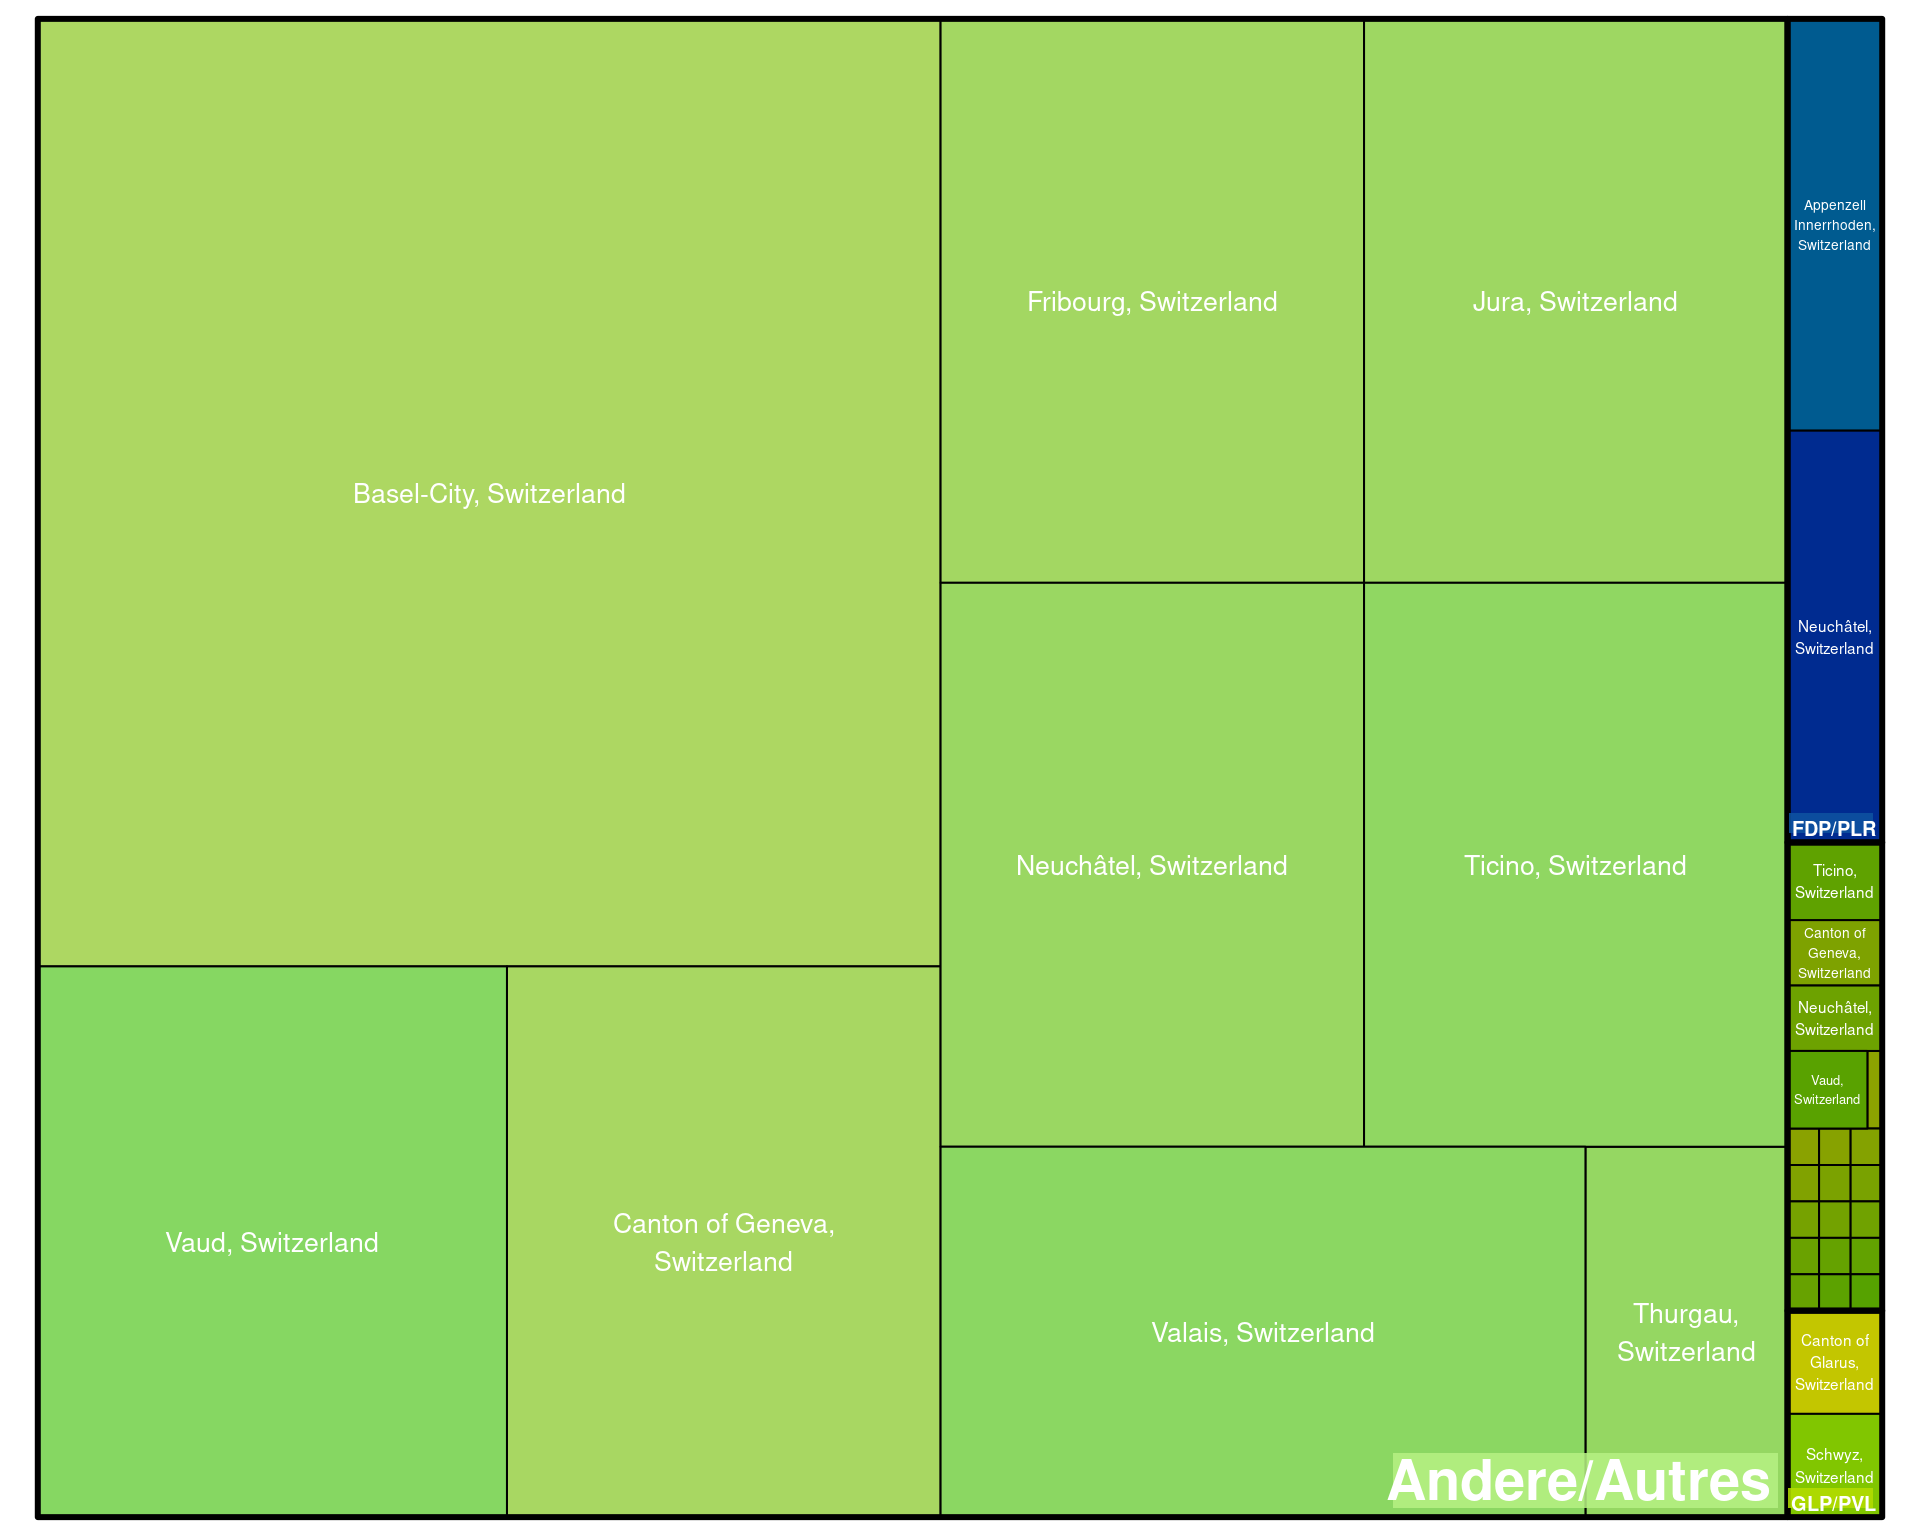 Basel-City, Switzerland
Fribourg, Switzerland
Jura, Switzerland
Neuchâtel, Switzerland
Ticino, Switzerland
Vaud, Switzerland
Canton of Geneva,
Switzerland
Valais, Switzerland
Thurgau,
Switzerland
Andere/Autres
Appenzell
Innerrhoden,
Switzerland
Neuchâtel,
Switzerland
FDP/PLR
Ticino,
Switzerland
Canton of
Geneva,
Switzerland
Neuchâtel,
Switzerland
Vaud,
Switzerland
Canton of
Glarus,
Switzerland
Schwyz,
Switzerland
GLP/PVL